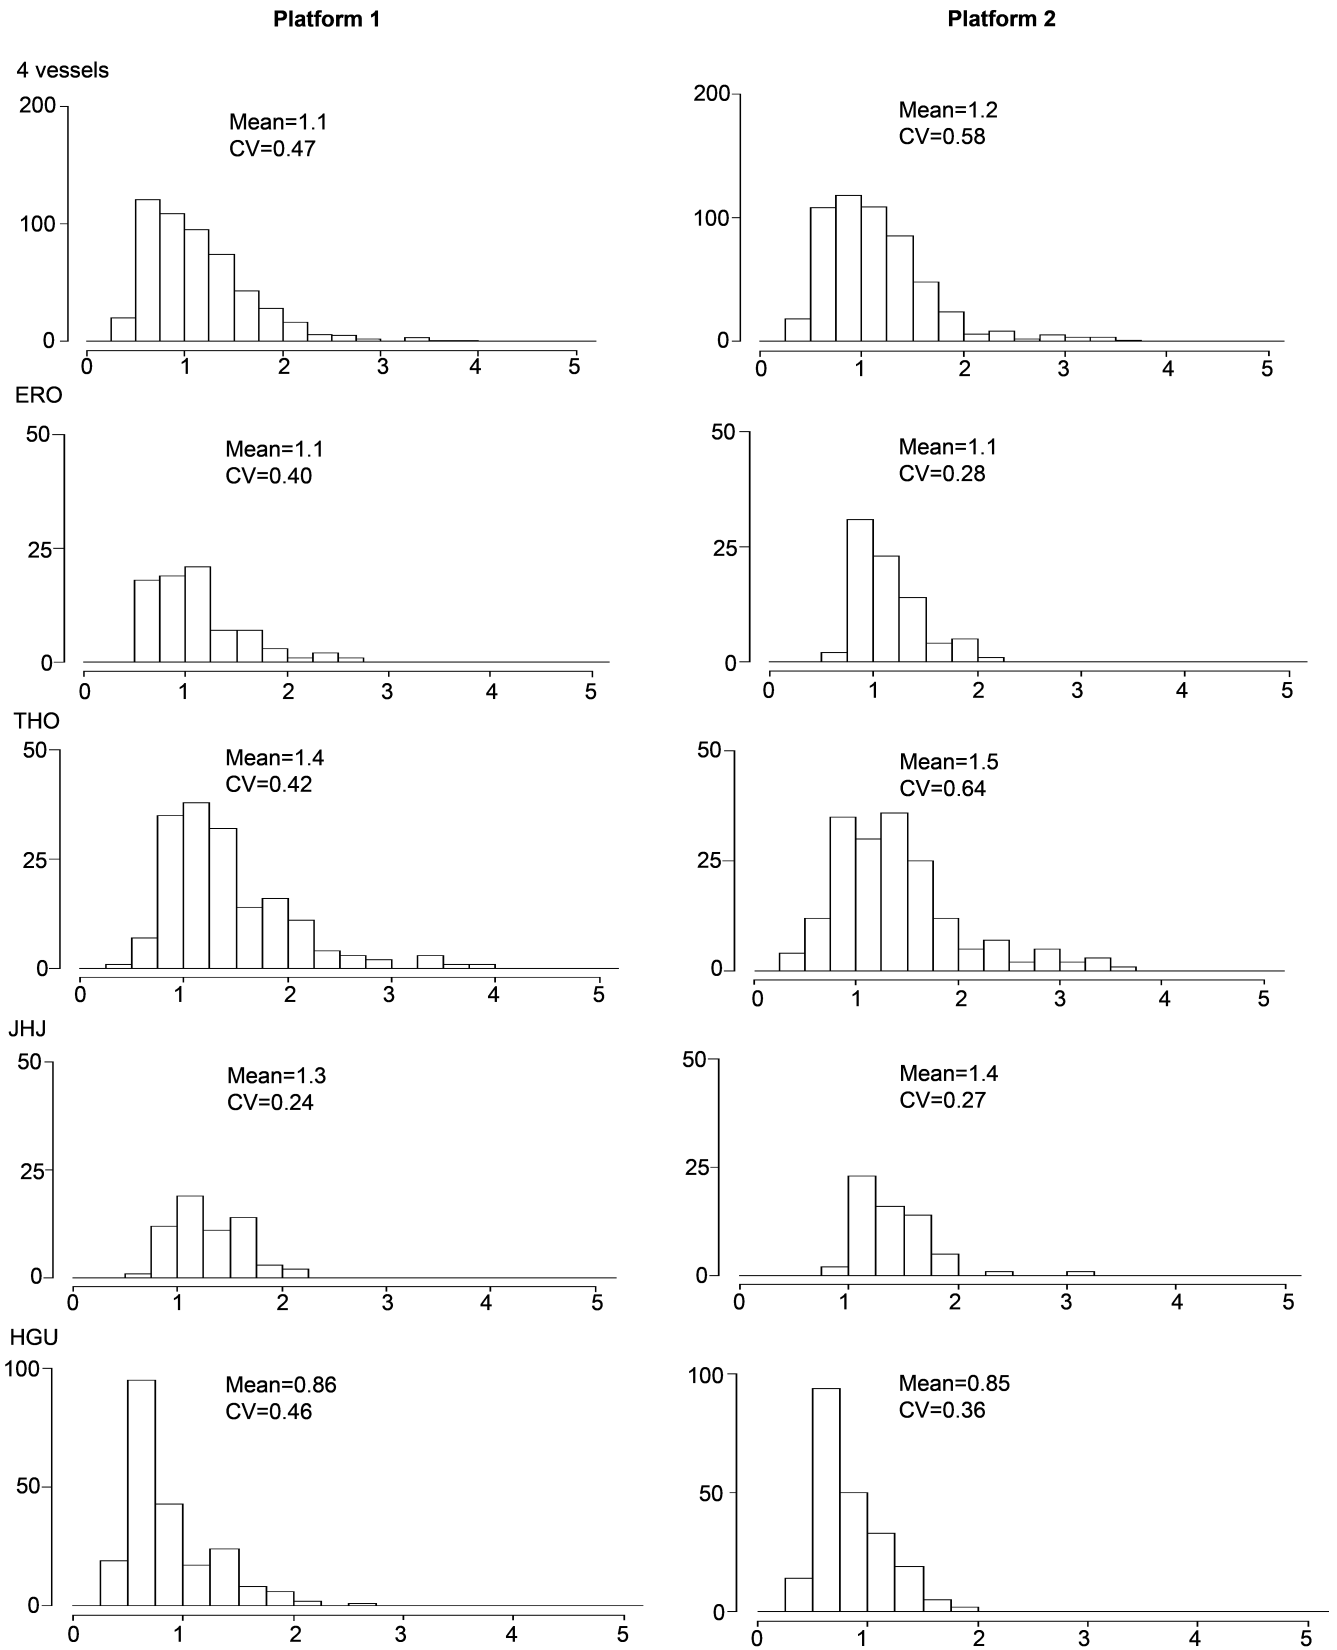 Platform 1
Platform 2
4 vessels
200
100
0
Mean=1.1
CV=0.47
0 1 2 3 4 5
200
100
0
Mean=1.2
CV=0.58
0 1 2 3 4 5
ERO
50
25
0
Mean=1.1
CV=0.40
0 1 2 3 4 5
50
25
0
Mean=1.1
CV=0.28
0 1 2 3 4 5
THO
50
25
0
Mean=1.4
CV=0.42
0 1 2 3 4 5
50
25
0
Mean=1.5
CV=0.64
0 1 2 3 4 5
JHJ
50
25
0
Mean=1.3
CV=0.24
0 1 2 3 4 5
50
25
0
Mean=1.4
CV=0.27
0 1 2 3 4 5
HGU
100
50
0
Mean=0.86
CV=0.46
0 1 2 3 4 5
100
50
0
Mean=0.85
CV=0.36
0 1 2 3 4 5